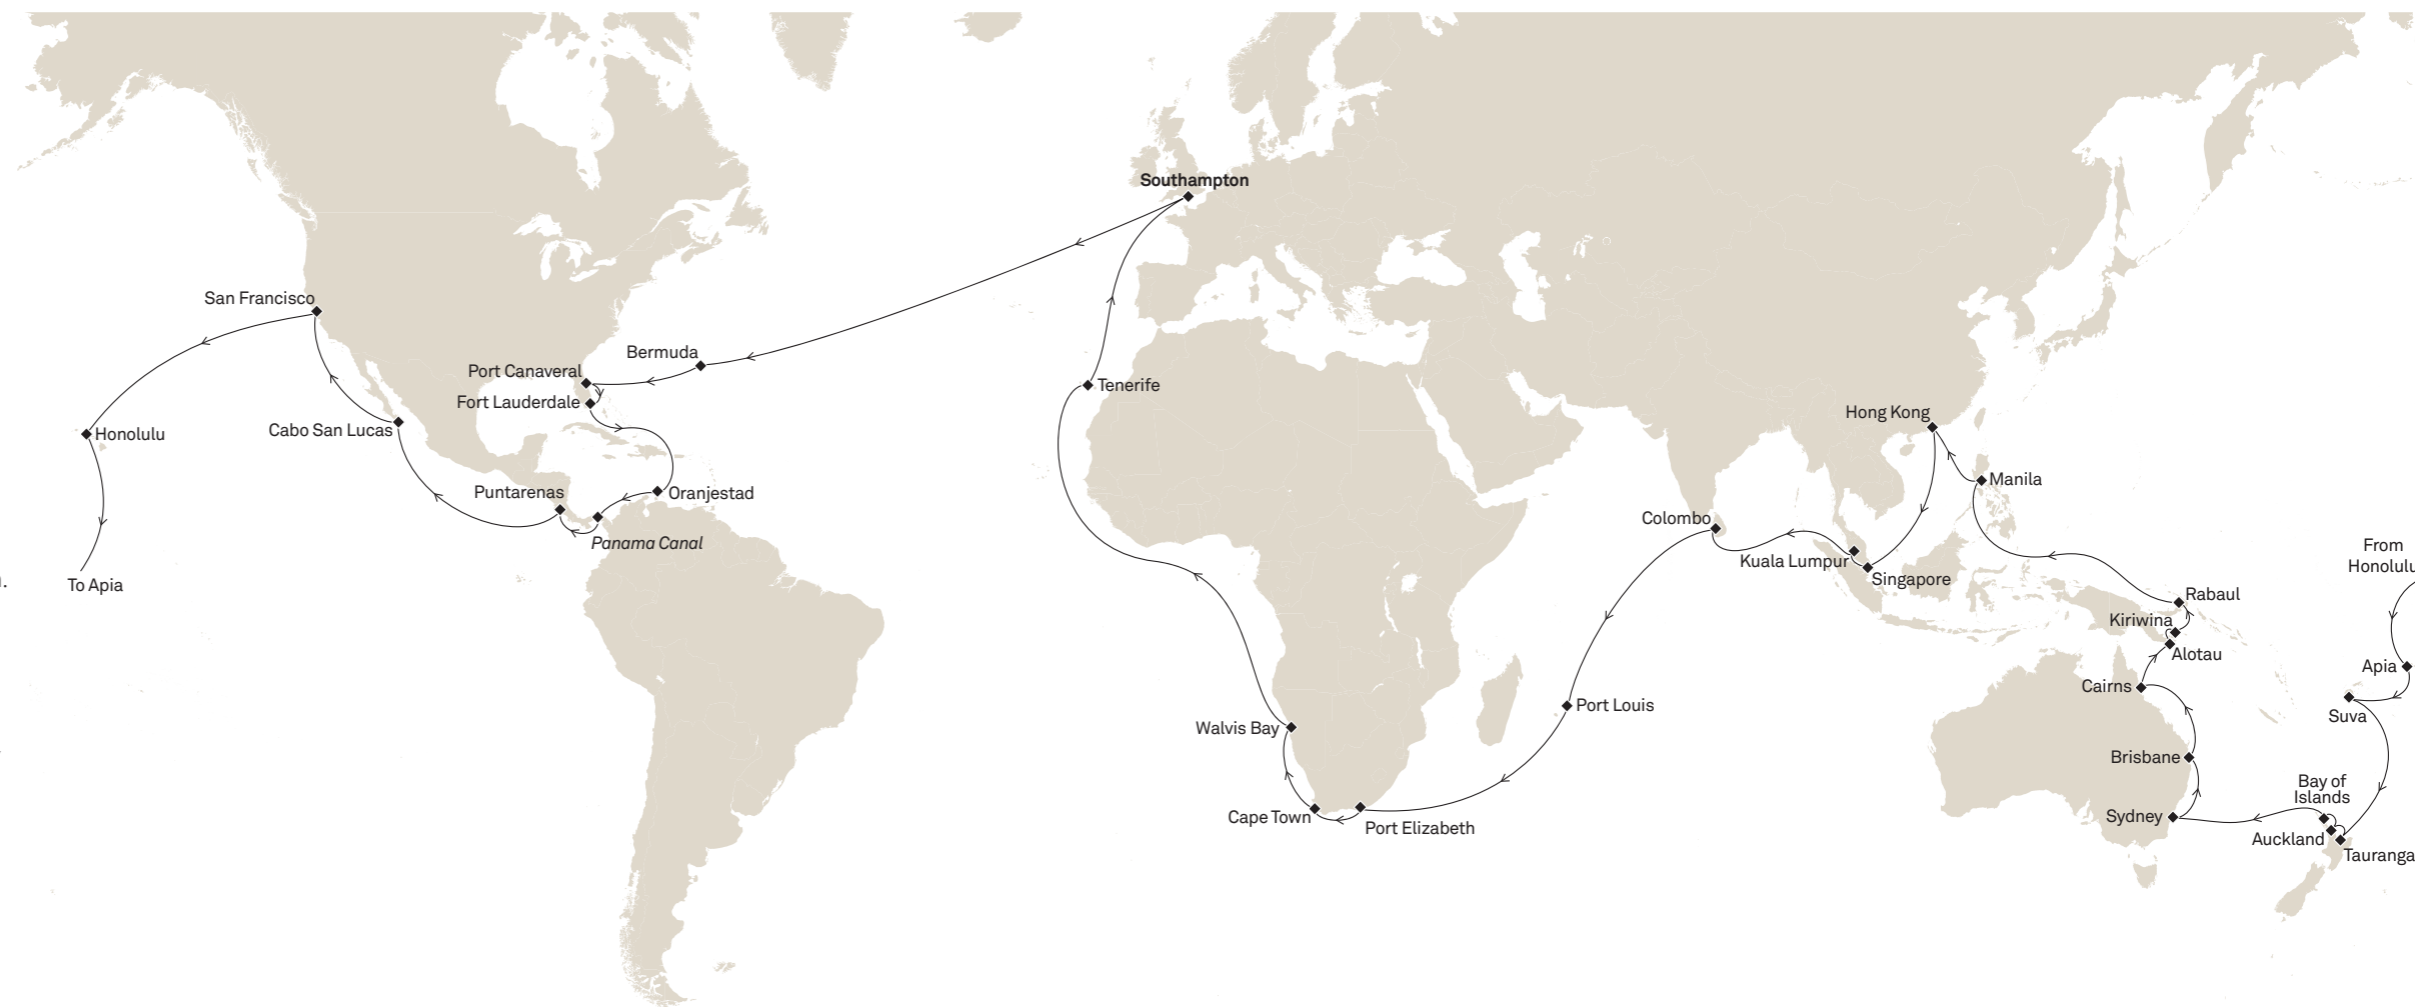 Southampton
San Francisco
Bermuda
Port Canaveral
Tenerife
Fort Lauderdale
Hong Kong
Honolulu
Cabo San Lucas
Manila
Puntarenas
Oranjestad
Colombo
Panama Canal
From
Honolulu
Kuala Lumpur
Singapore
To Apia
Rabaul
Kiriwina
Alotau
Apia
Cairns
Port Louis
Suva
Walvis Bay
Brisbane
Bay of
Islands
Cape Town
Sydney
Port Elizabeth
Auckland
Tauranga